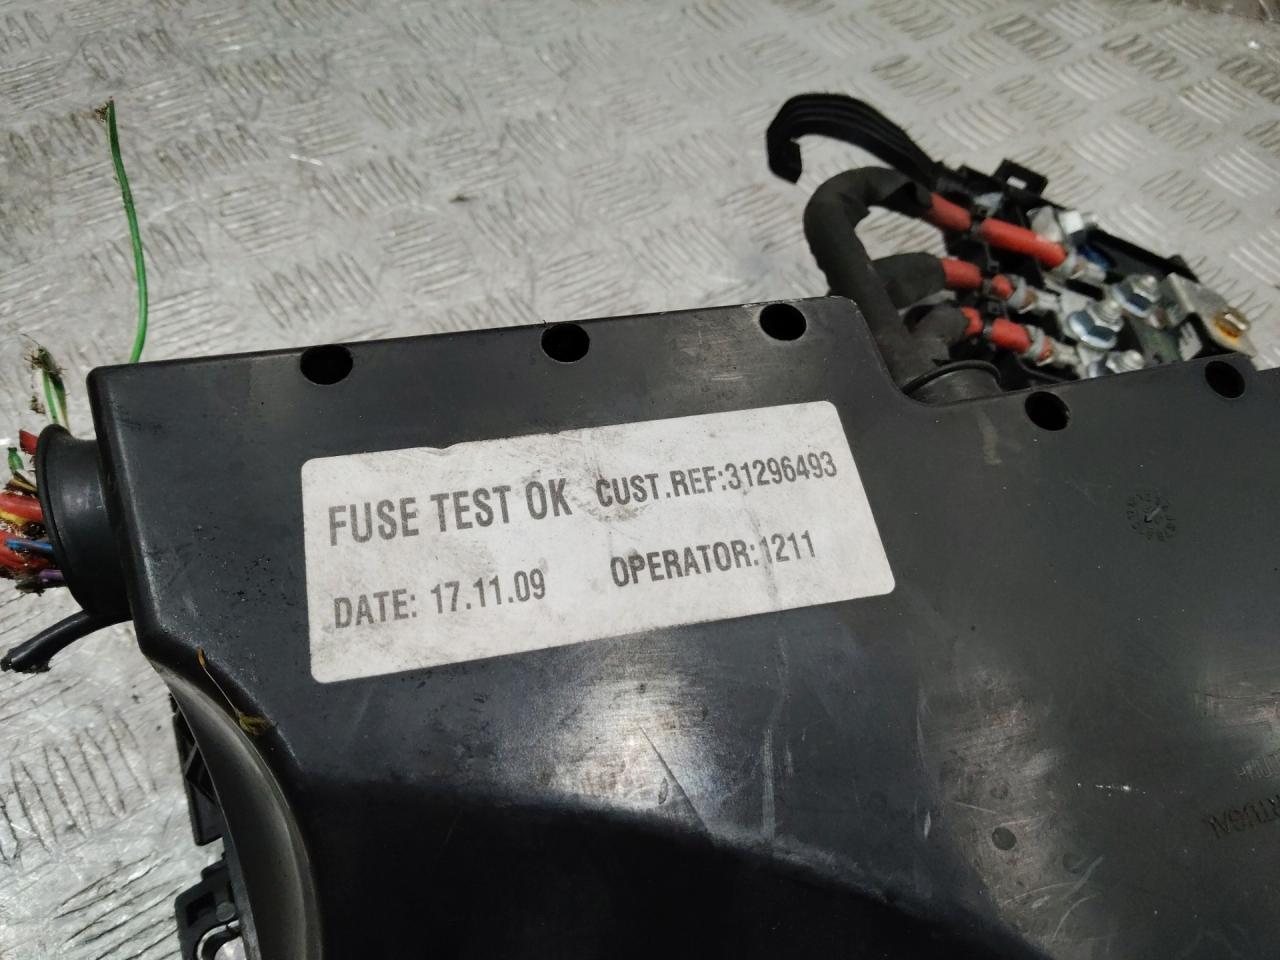 FUSE TEST OK CUST.REF:31296493
DATE: 17.11.09 OPERATOR:1211